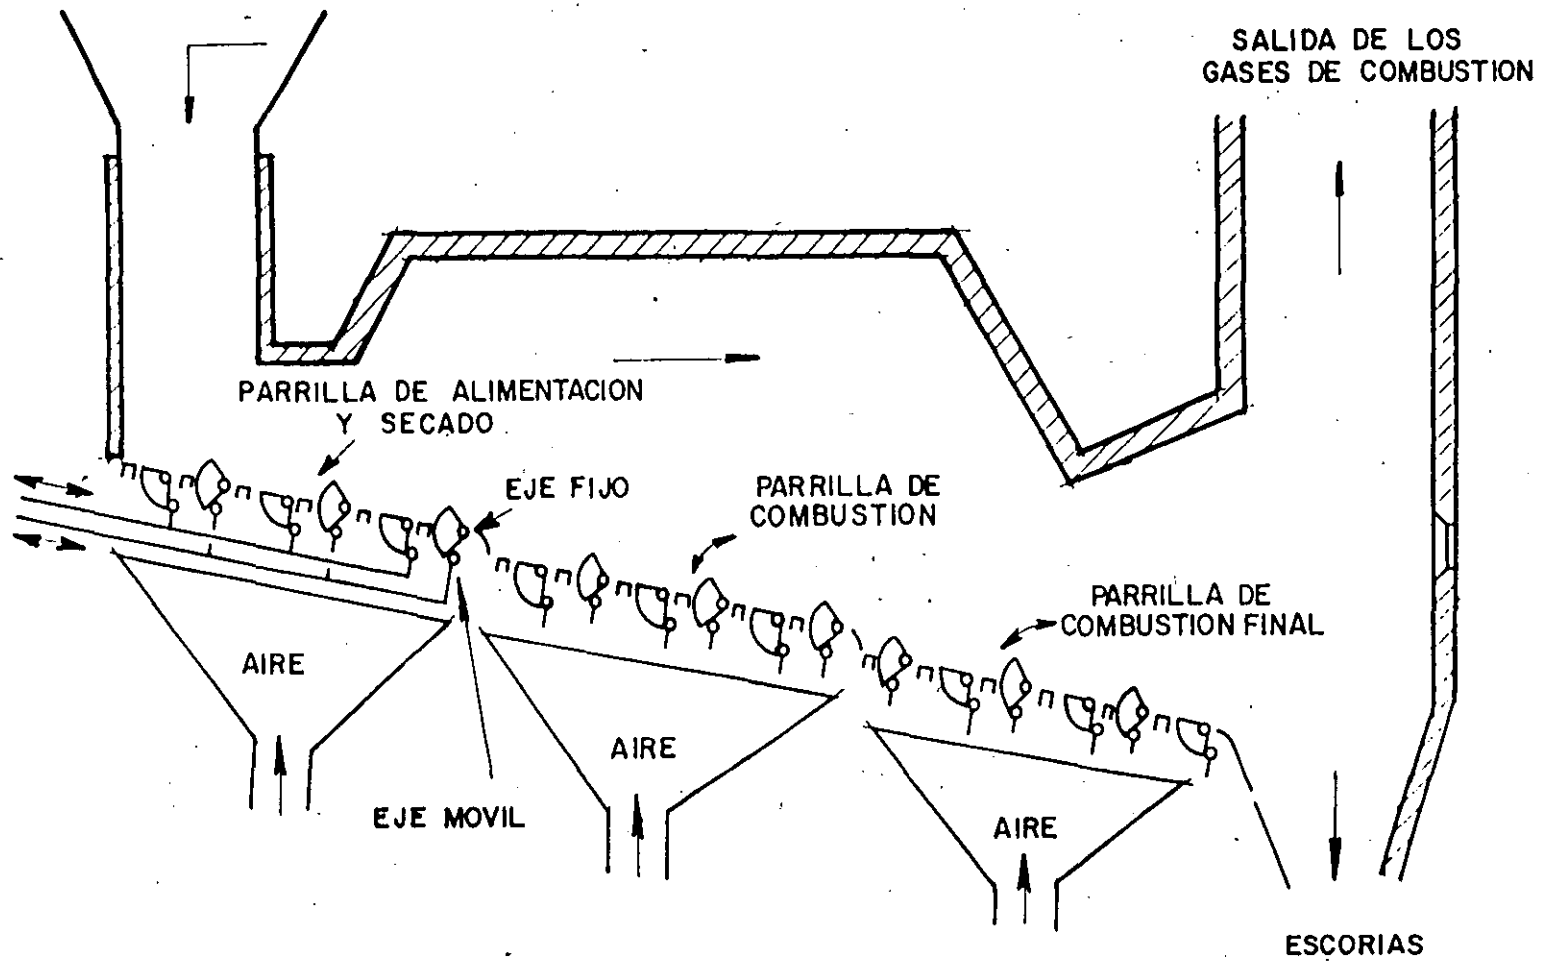 SALIDA DE LOS
GASES DE COMBUSTION
PARRILLA DE ALIMENTACION
Y SECADO
EJE FIJO
PARRILLA DE
COMBUSTION
PARRILLA DE
COMBUSTION FINAL
AIRE
AIRE
EJE MOVIL
AIRE
ESCORIAS